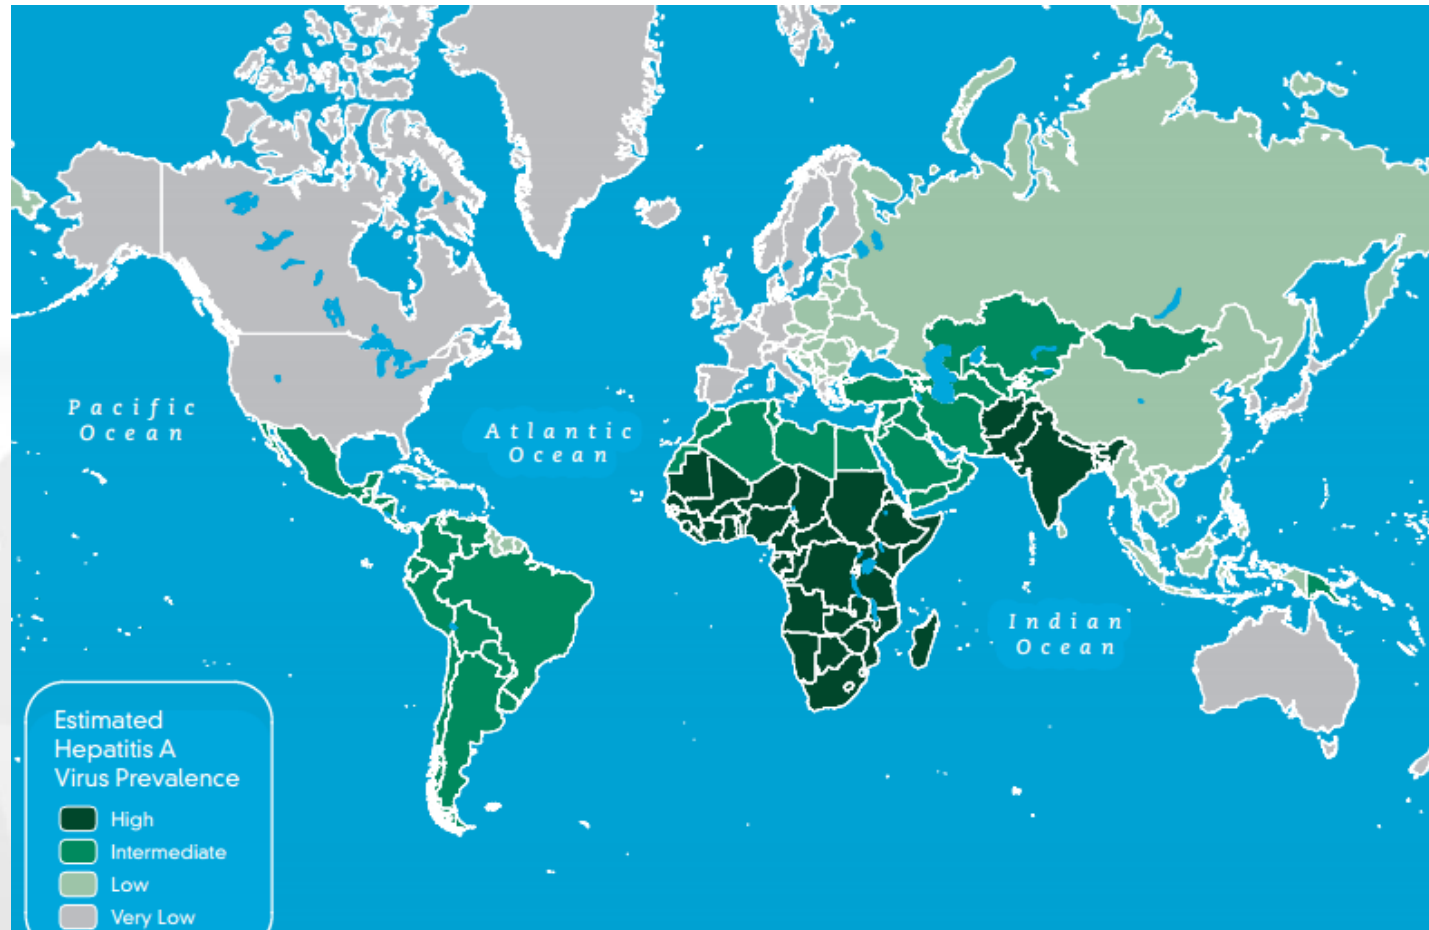 Pacific
Ocean
Atlantic
Ocean
Indian
Ocean
Estimated
Hepatitis A
Virus Prevalence
High
Intermediate
Low
Very Low